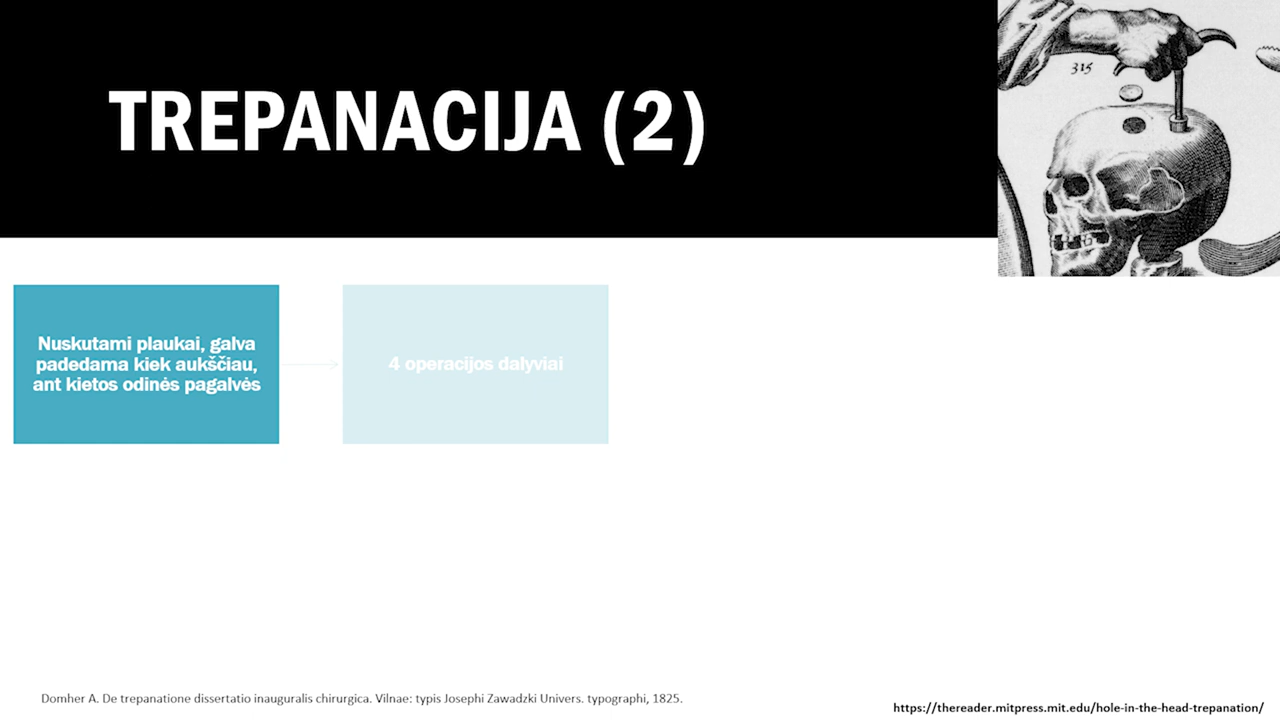 TREPANACIJA (2)
315
Nuskutami plaukai, galva
padedama kiek aukščiau,
ant kietos odinės pagalvės
4 operacijos dalyviai
Domher A. De trepanatione dissertatio inauguralis chirurgica. Vilnae: typis Josephi Zawadzki Univers. typographi, 1825.
https://thereader.mitpress.mit.edu/hole-in-the-head-trepanation/